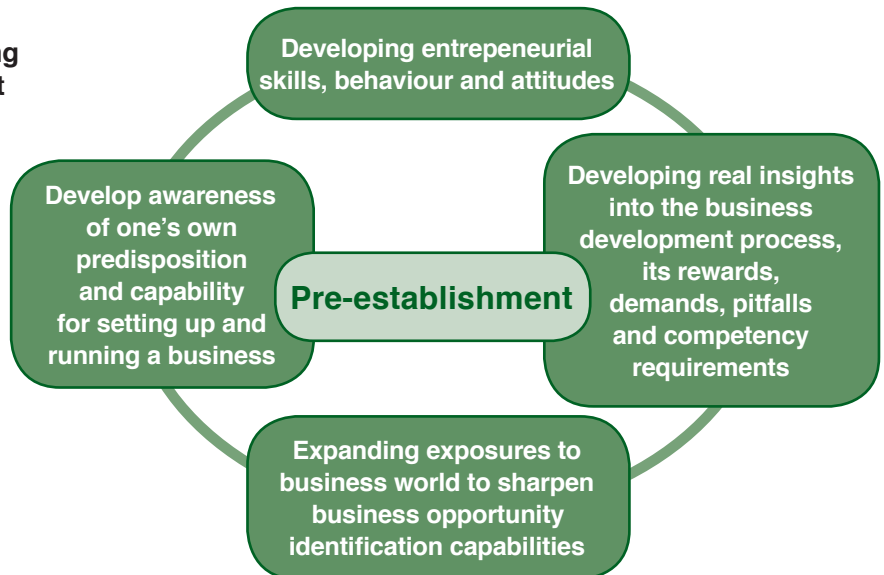 Developing entrepeneurial
skills, behaviour and attitudes
Develop awareness
of one's own
predisposition
and capability
for setting up and
running a business
Pre-establishment
Developing real insights
into the business
development process,
its rewards,
demands, pitfalls
and competency
requirements
Expanding exposures to
business world to sharpen
business opportunity
identification capabilities